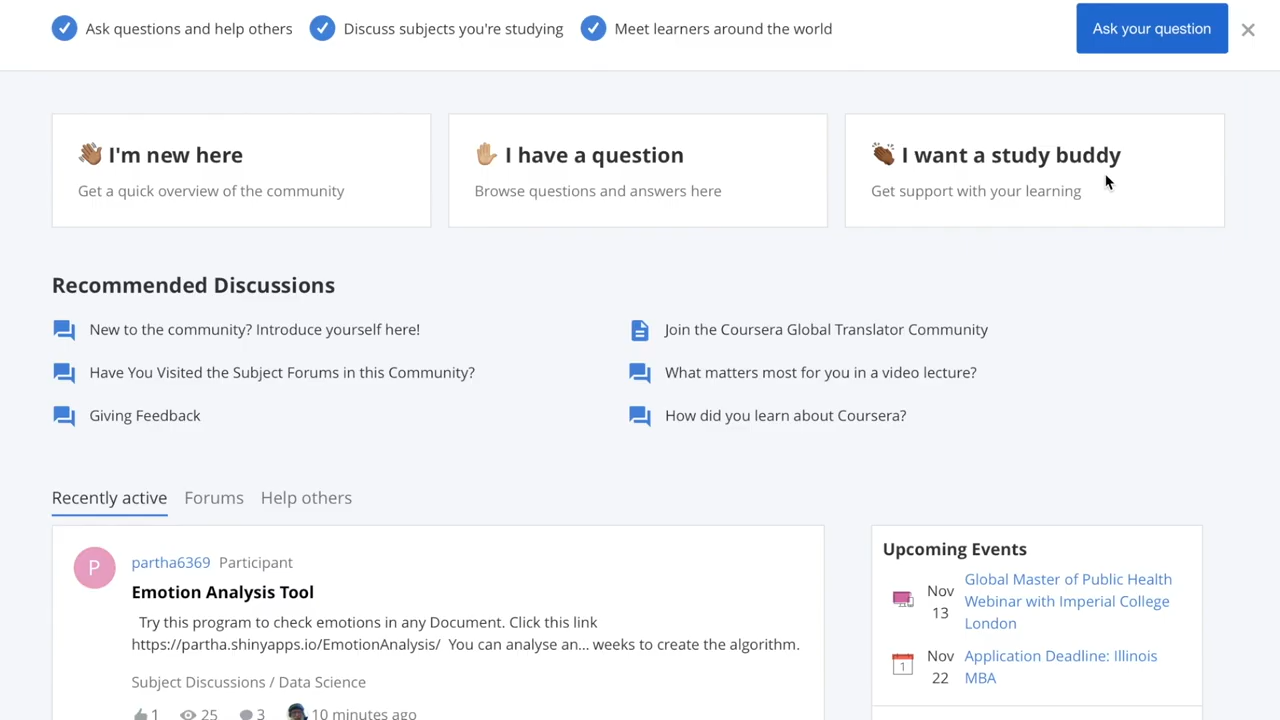 Ask questions and help others
Discuss subjects you're studying
Meet learners around the world
Ask your question
I'm new here
Get a quick overview of the community
I have a question
Browse questions and answers here
I want a study buddy
Get support with your learning
Recommended Discussions
New to the community? Introduce yourself here!
Join the Coursera Global Translator Community
Have You Visited the Subject Forums in this Community?
What matters most for you in a video lecture?
Giving Feedback
How did you learn about Coursera?
Recently active Forums Help others
P
partha6369 Participant
Emotion Analysis Tool
Try this program to check emotions in any Document. Click this link
https://partha.shinyapps.io/EmotionAnalysis/ You can analyse an... weeks to create the algorithm.
Subject Discussions / Data Science
1 25 3 10 minutes ago
Upcoming Events
Nov
13
Global Master of Public Health
Webinar with Imperial College
London
1
Nov
22
Application Deadline: Illinois
MBA